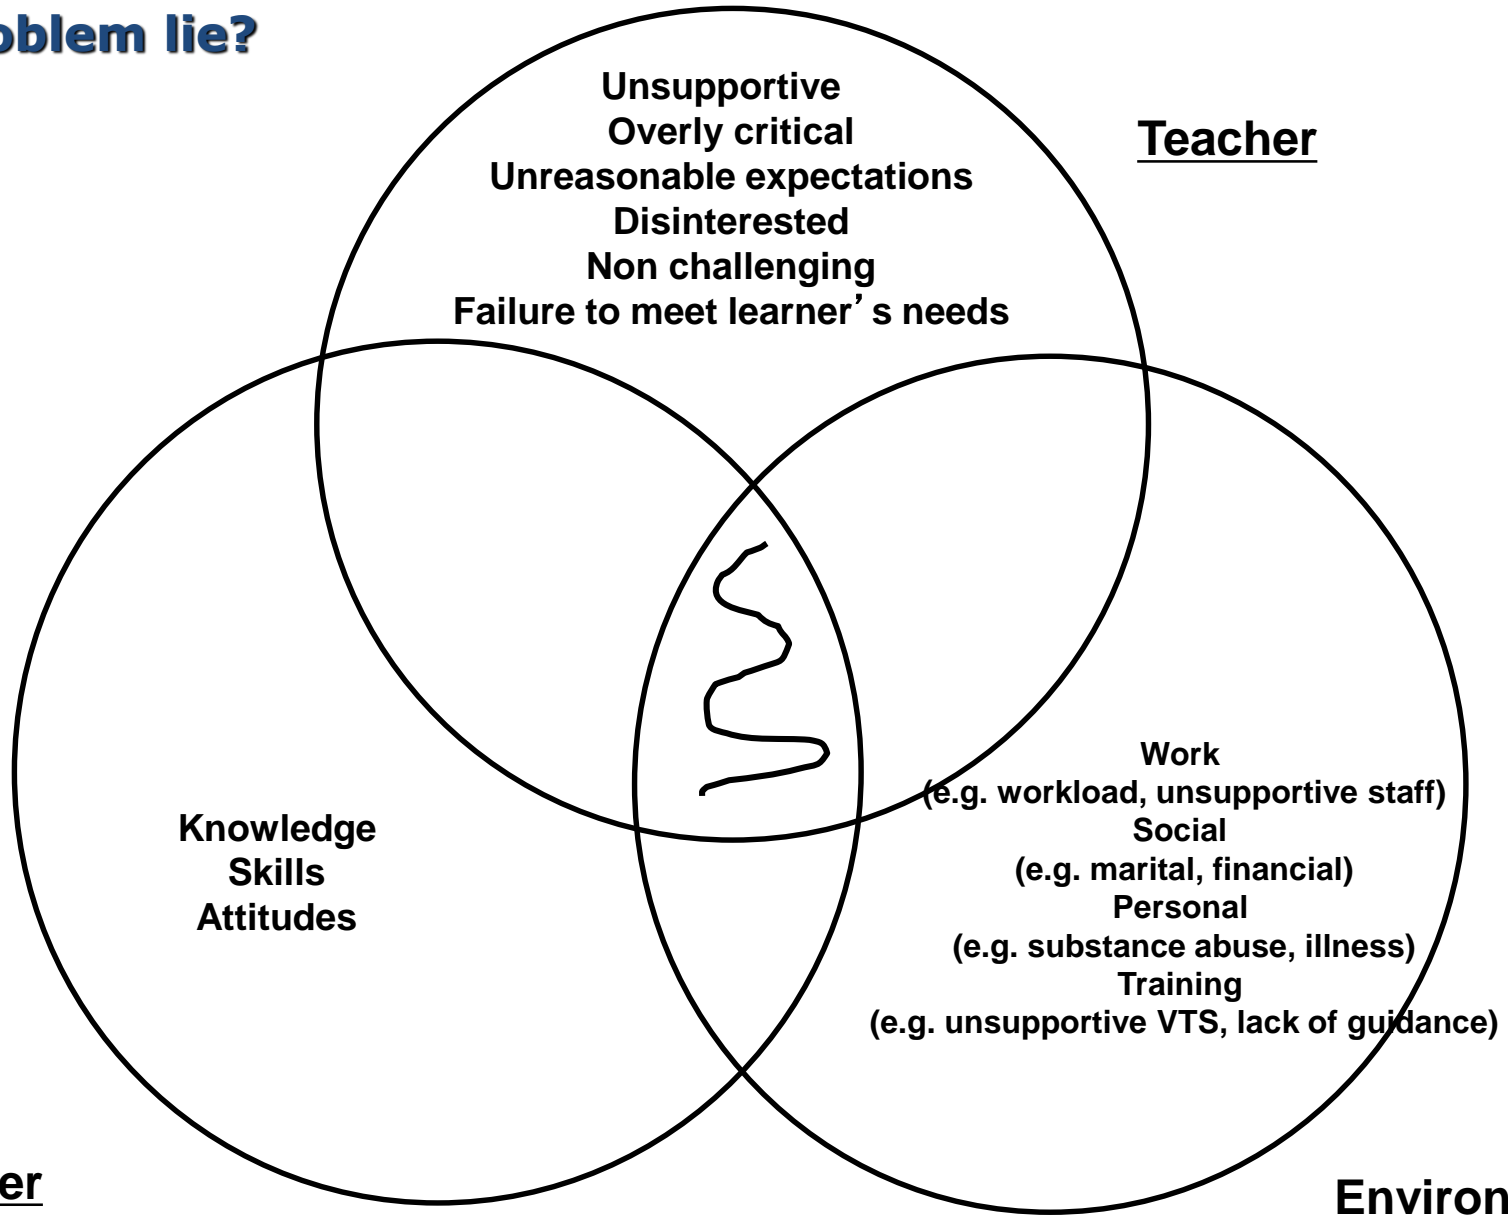 oblem lie?
Unsupportive
Overly critical
Unreasonable expectations
Disinterested
Non challenging
Failure to meet learner’ s needs
Teacher
Knowledge
Skills
Attitudes
Work
(e.g. workload, unsupportive staff)
Social
(e.g. marital, financial)
Personal
(e.g. substance abuse, illness)
Training
(e.g. unsupportive VTS, lack of guidance)
er
Environ